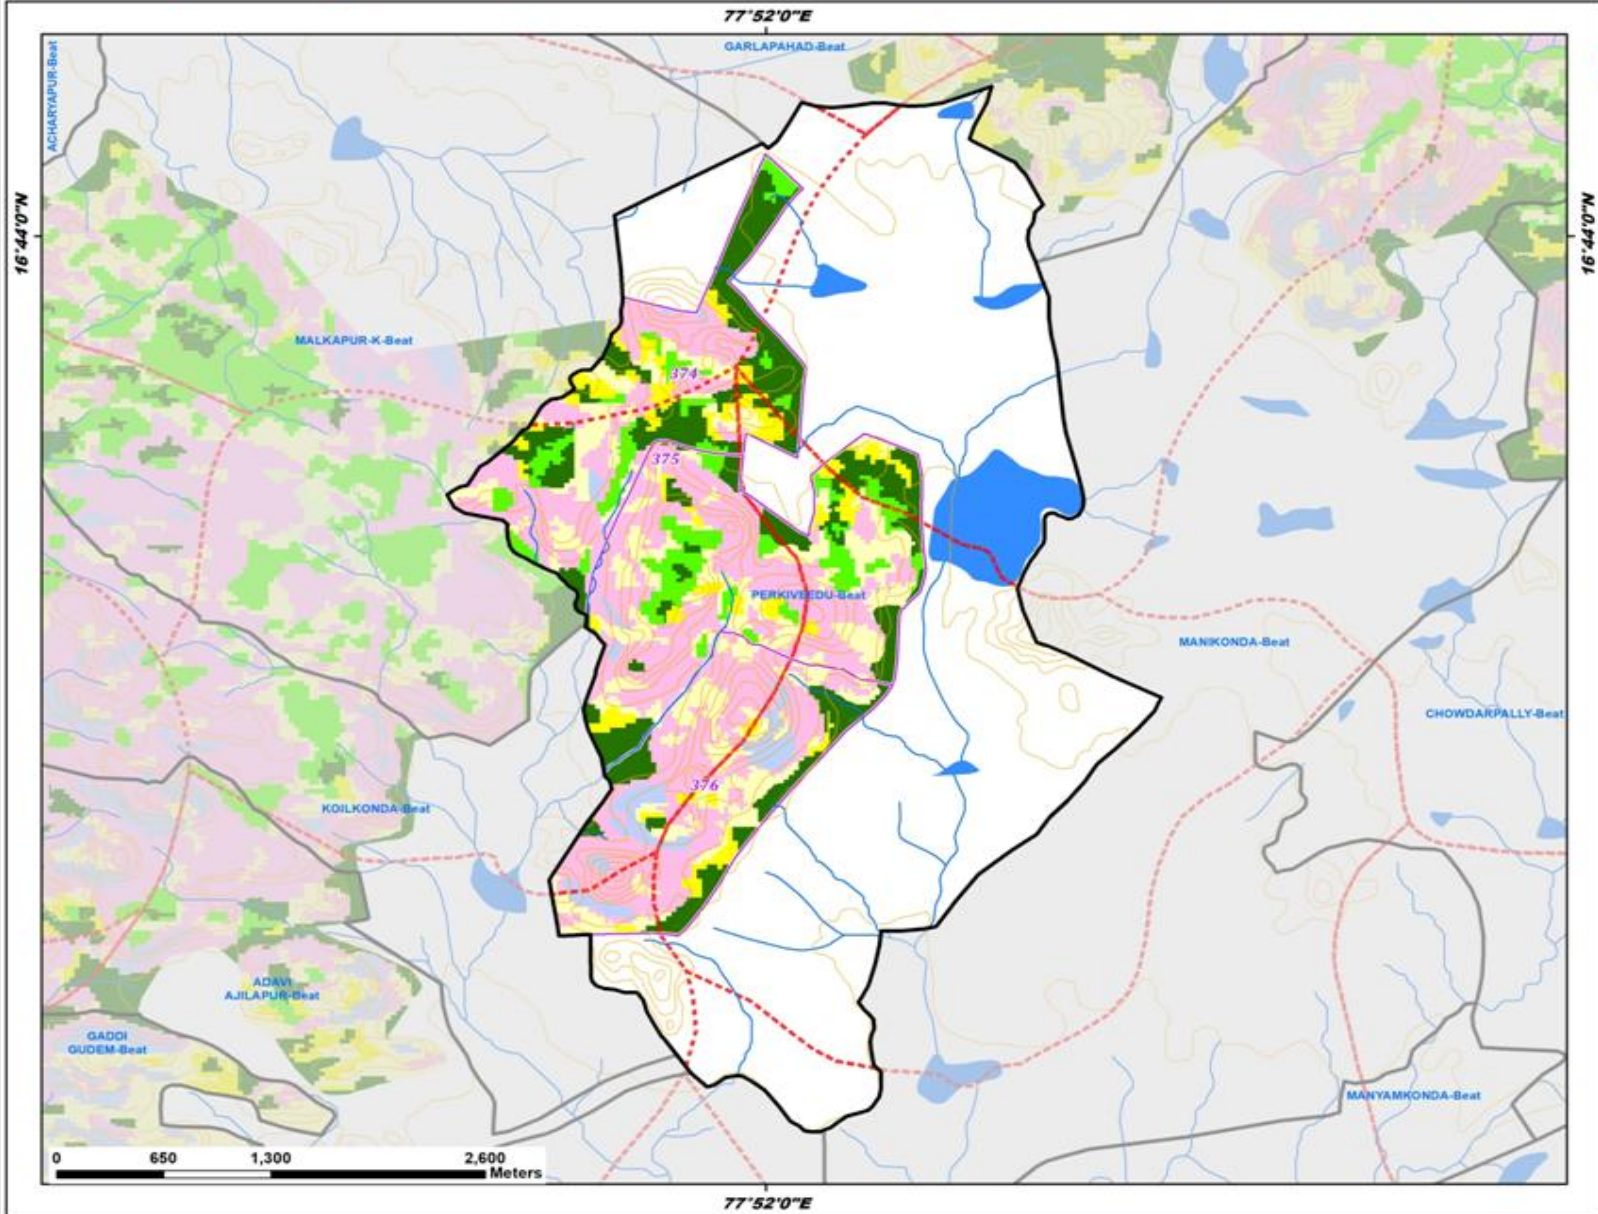 77°52'0"E
GARLAPAHAD-Beat
ACHARYAPUR-Beat
16°44'0"N
16°44'0"N
MALKAPUR-K-Beat
374
375
PERKIVEEDU-Beat
MANIKONDA-Beat
CHOWDARPALLY-Beat
376
KOILKONDA-Beat
ADAVI
AJILAPUR-Beat
GADDI
GUDEM-Beat
MANYAMKONDA-Beat
0 650 1,300 2,600
Meters
77°52'0"E